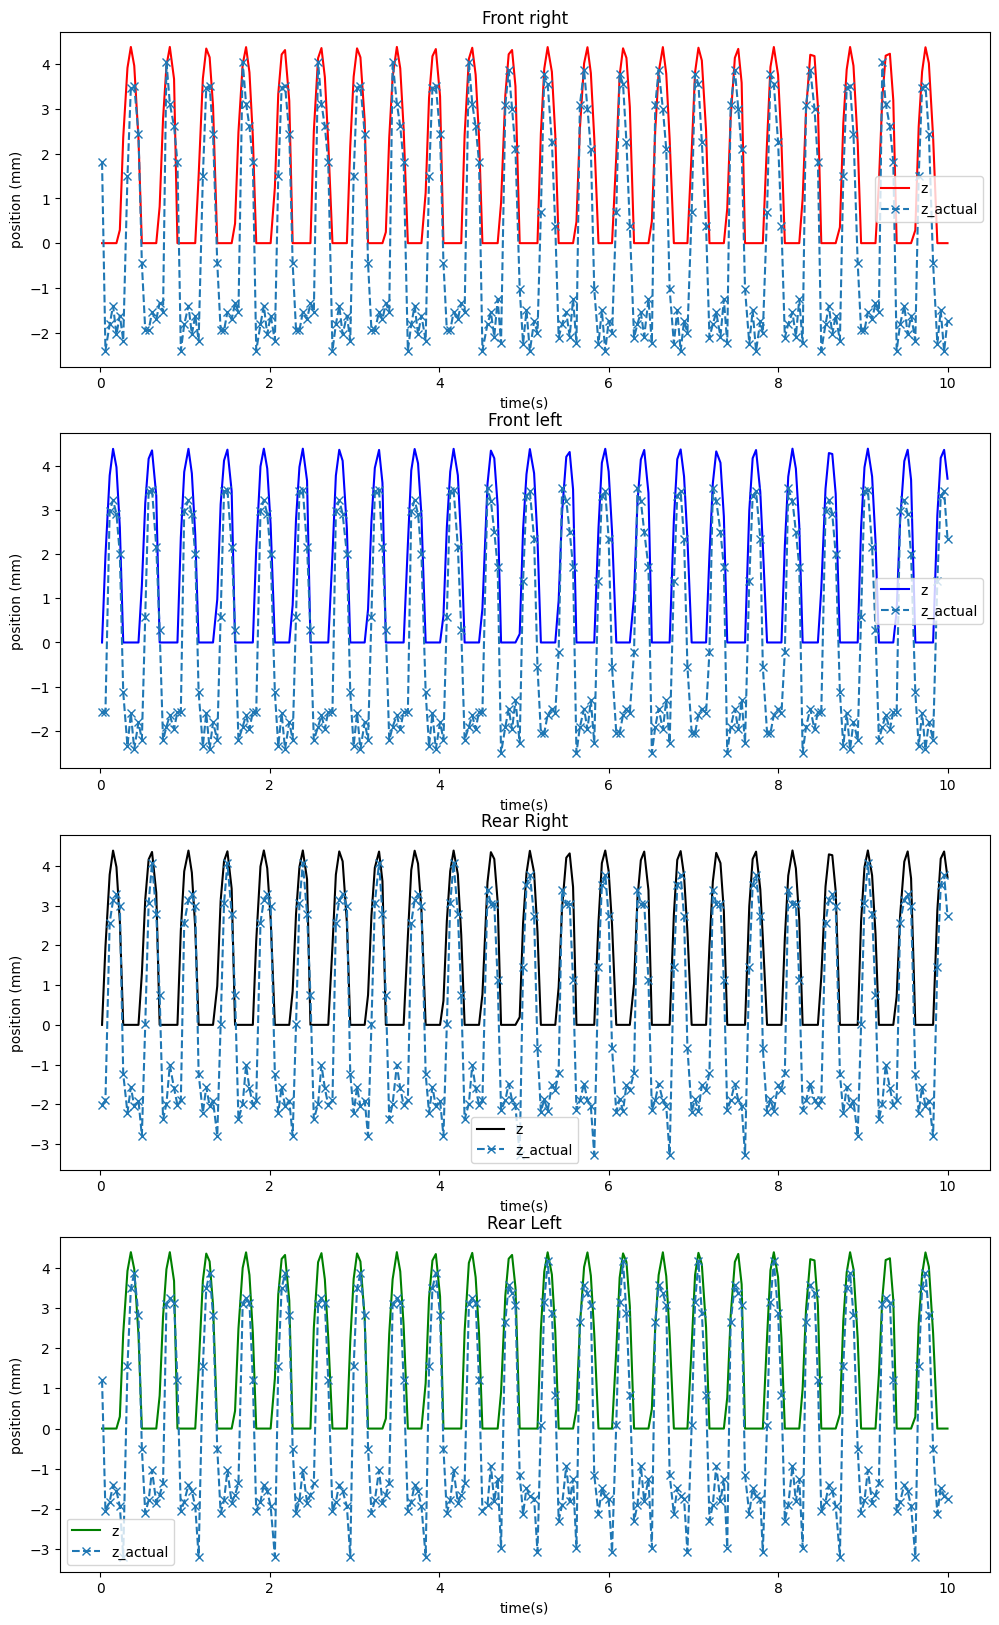 Front right
4
3
2
1
0
−1
−2
position (mm)
z
z_actual
0 2 4 6 8 10
time(s)
Front left
4
3
2
1
0
−1
−2
position (mm)
z
z_actual
0 2 4 6 8 10
time(s)
Rear Right
4
3
2
1
0
−1
−2
−3
position (mm)
z
z_actual
0 2 4 6 8 10
time(s)
Rear Left
4
3
2
1
0
−1
−2
−3
position (mm)
z
z_actual
0 2 4 6 8 10
time(s)